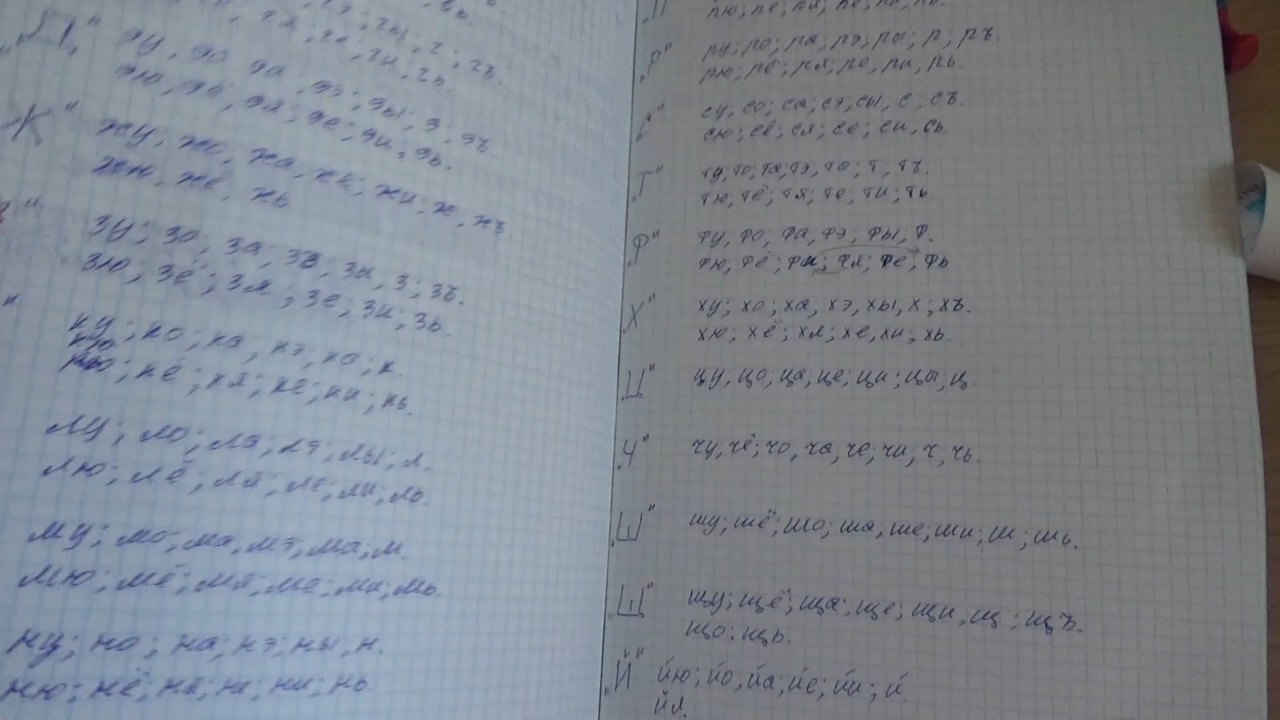 "Д" ду, до, да, дэ; ды, д; дъ.
дю, дё, дя, де; ди; дь.
Ж" жу; жо, жа, же; жи; ж, жъ.
жю, жё, жь
зу; зо; за; зэ; зы; з; зъ.
зю; зё; зя; зе; зи; зь.
ку; ко; ка, кэ; кы; к.
кю
кю; кё; кя; ке; ки; кь.
лу; ло; ла; лэ; лы; л.
лю; лё; ля; ле; ли; ль.
му; мо; ма, мэ; мы; м.
мю; мё; мя; ме; ми; мь.
ну; но; на; нэ; ны, н.
ню; нё; ня; не; ни; нь.
"П пю; пё; пя, пе; пи, пь.
"Р" ру; ро; ра, рэ; ры; р, ръ.
рю; рё; ря; ре, ри, рь.
"С" су; со; са; сэ, сы, с; съ.
сю; сё; ся; се; си, сь.
"Т" ту, то, та; тэ, ты; т; тъ.
тю, тё; тя; те; ти; ть.
"Ф" фу, фо; фа, фэ, фы, ф.
фю, фё; фи; фя; фе; фь
"Х" ху; хо; ха, хэ, хы, х; хъ.
хю; хё; хя; хе, хи; хь.
"Ц" цу, цо; ца; це; ци; цы; ц.
"Ч" чу; чё; чо, ча, че; чи, ч, чь.
"Ш" шу; шё; шо; ша, ше; ши; ш; шь.
"Щ" щу; щё; ща; ще; щи, щ; щъ.
що; щь.
"Й" йю; йо; йа, йе; йи; й.
йя.